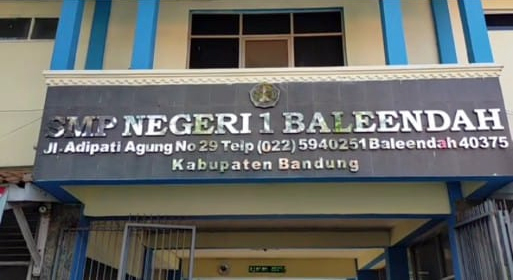 SMP NEGERI 1 BALEENDAH
Jl. Adipati Agung No 29 Telp (022) 5940251 Baleendah 40375
Kabupaten Bandung